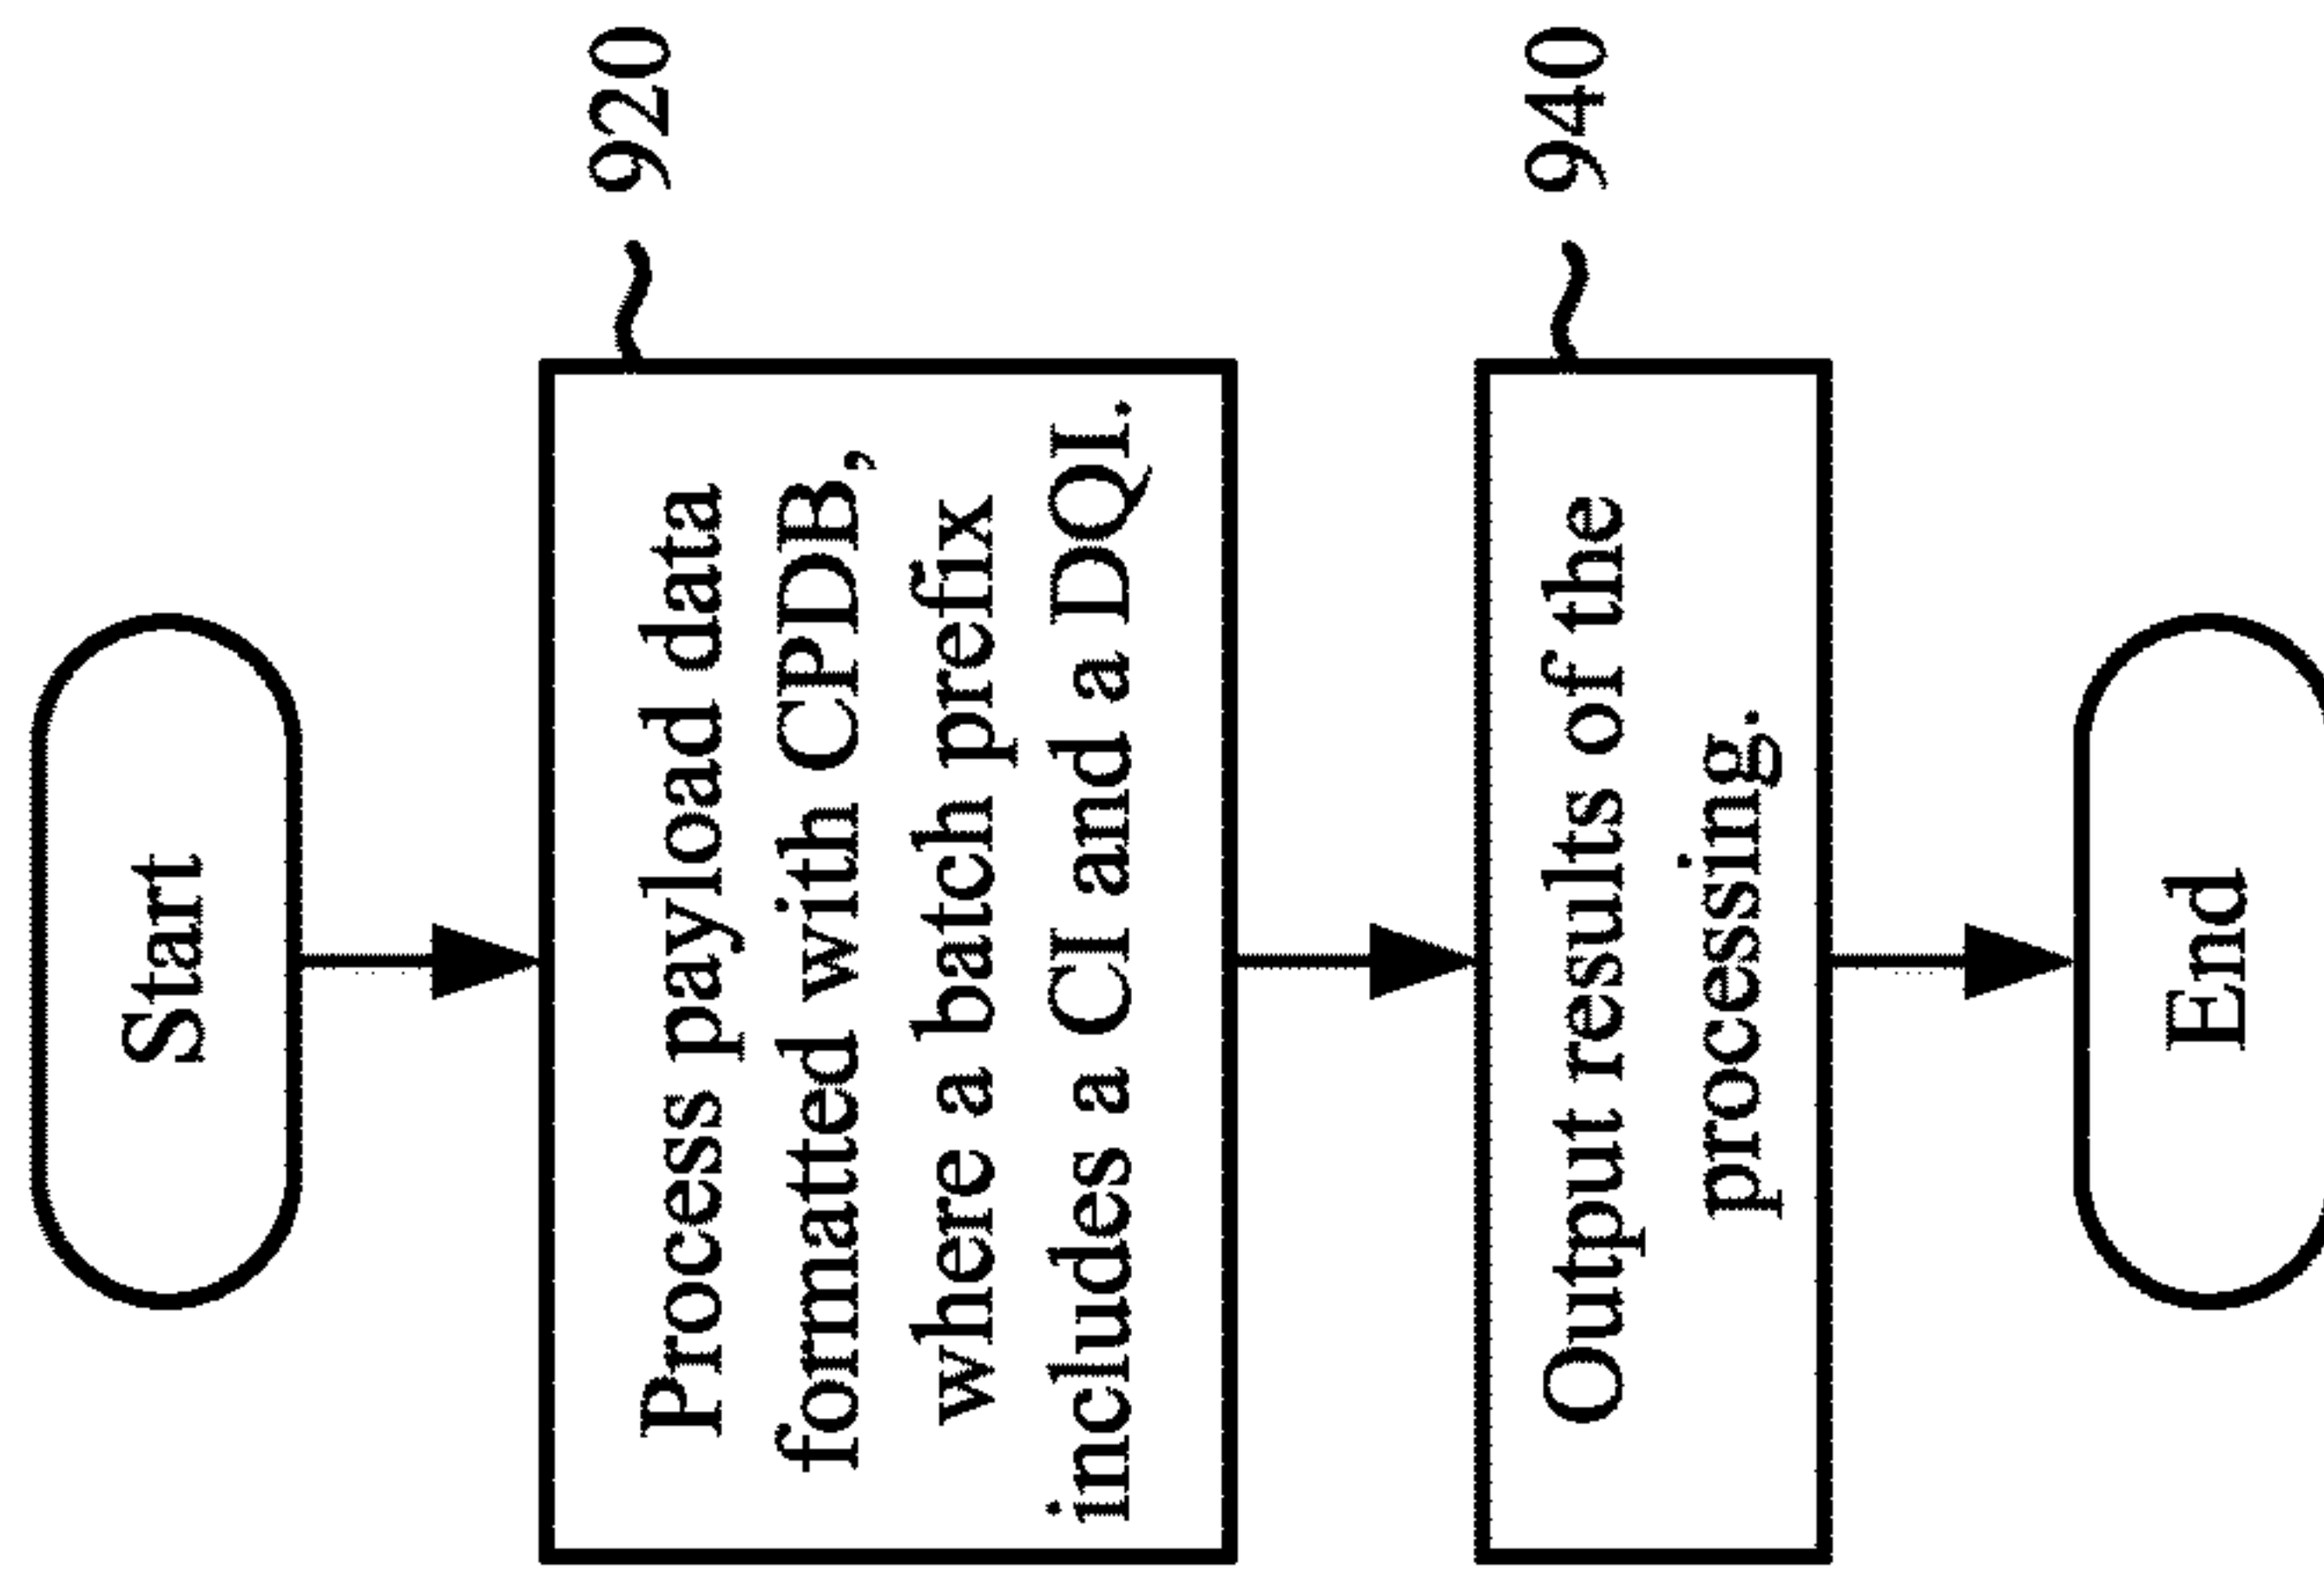 Start
920
Process payload data
formatted with CPDB,
where a batch prefix
includes a CI and a DQI.
940
Output results of the
processing.
End